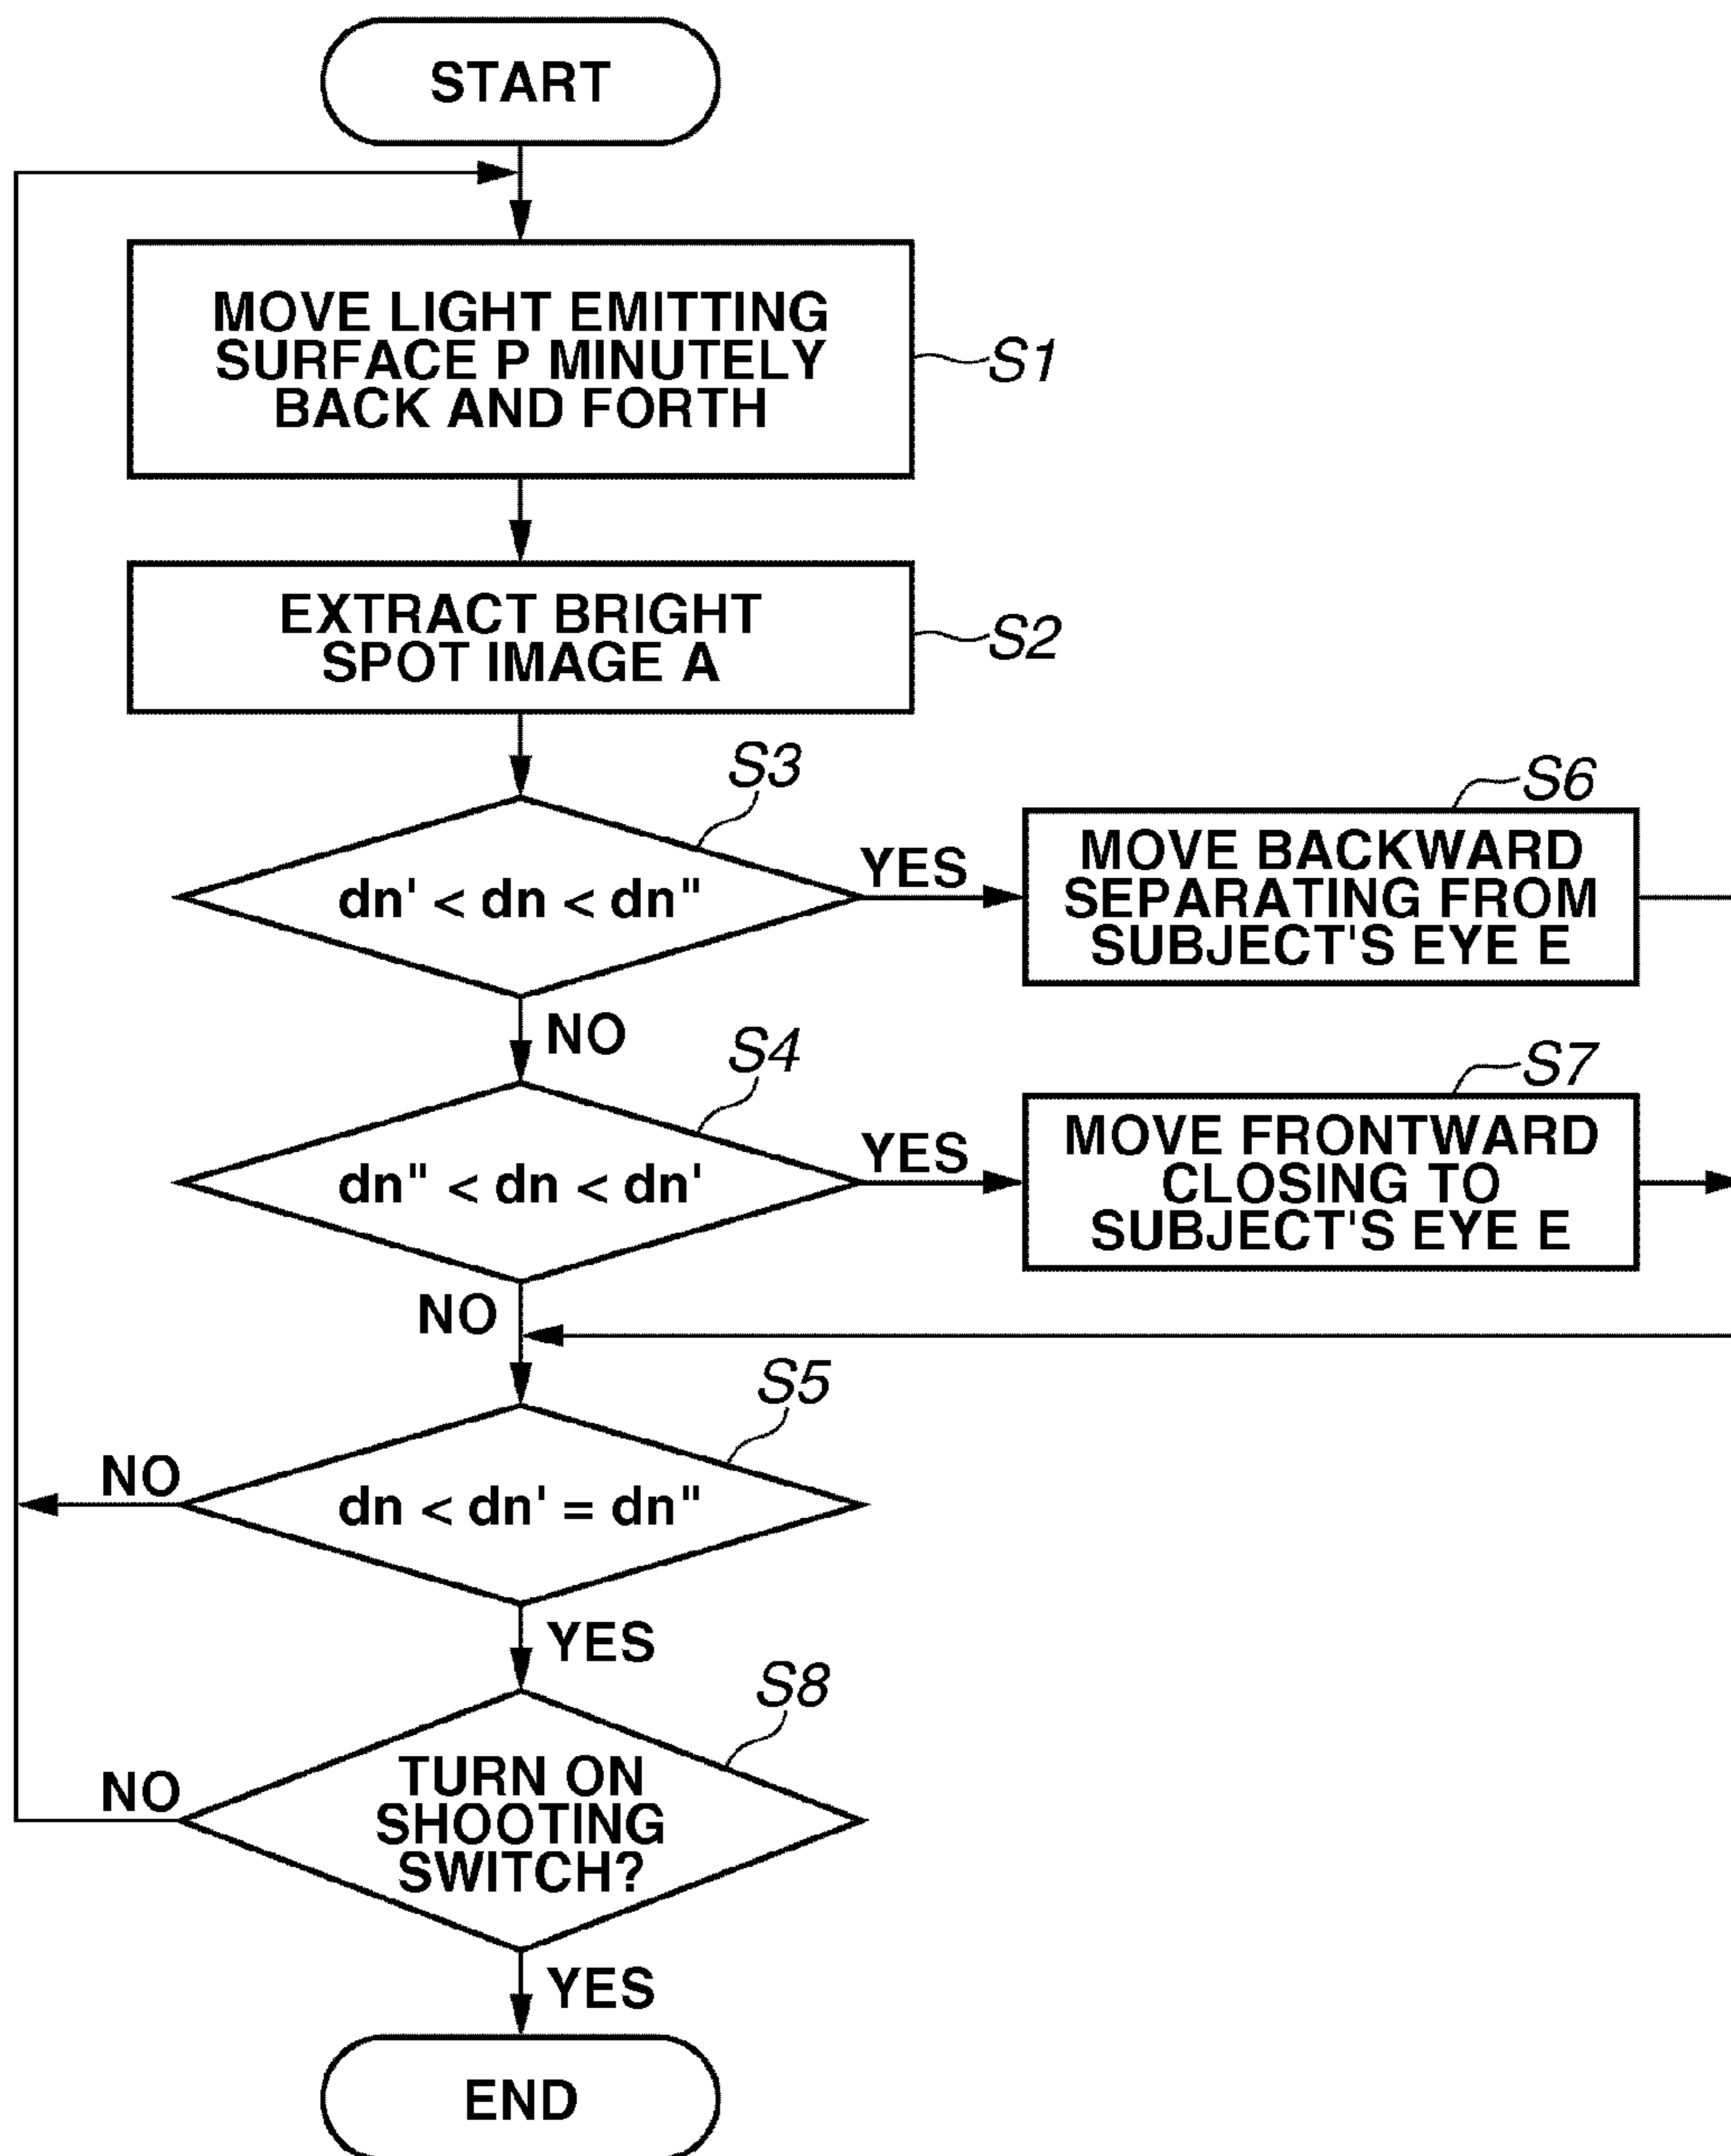 START
MOVE LIGHT EMITTING
SURFACE P MINUTELY
BACK AND FORTH
S1
EXTRACT BRIGHT
SPOT IMAGE A
S2
S3
dn' < dn < dn"
YES
S6
MOVE BACKWARD
SEPARATING FROM
SUBJECT'S EYE E
NO
S4
dn" < dn < dn'
YES
S7
MOVE FRONTWARD
CLOSING TO
SUBJECT'S EYE E
NO
S5
dn < dn' = dn"
NO
YES
S8
TURN ON
SHOOTING
SWITCH?
NO
YES
END